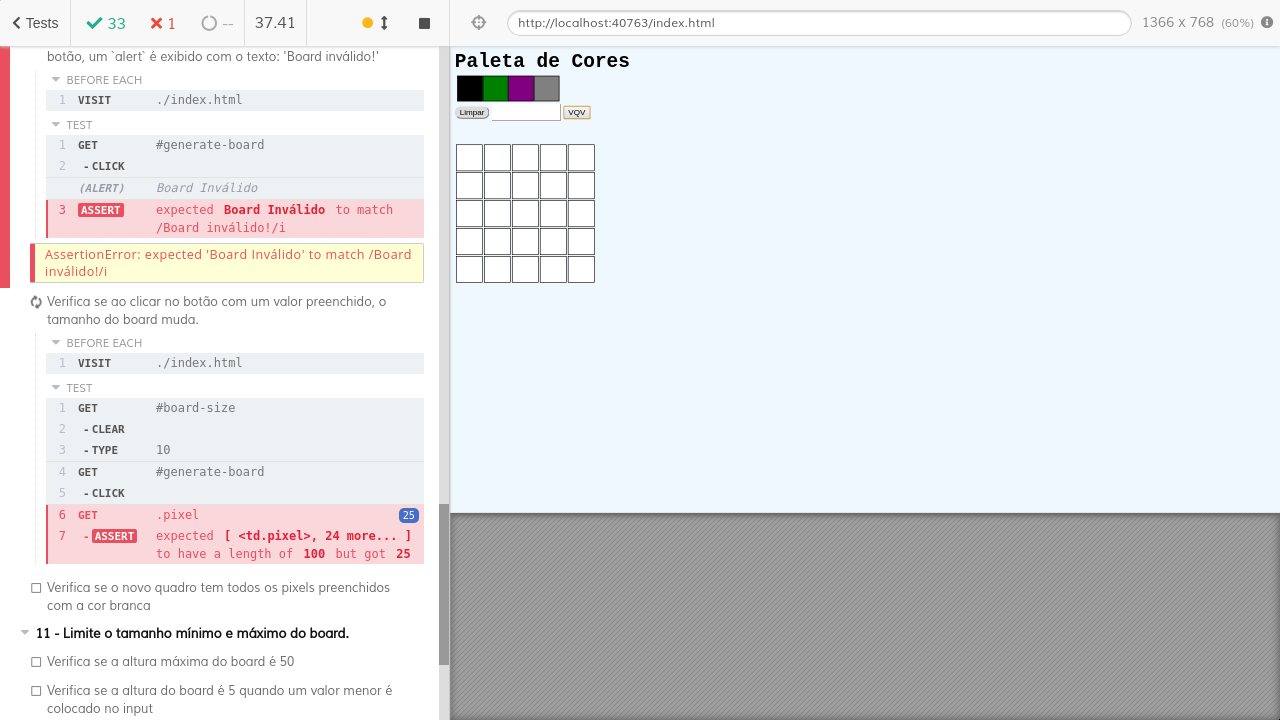 Tests
33
1
--
37.41
http://localhost:40763/index.html
1366 x 768 (60%)
botão, um `alert` é exibido com o texto: 'Board inválido!'
BEFORE EACH
1 VISIT ./index.html
TEST
1 GET #generate-board
2 - CLICK
(ALERT) Board Inválido
3 ASSERT expected Board Inválido to match
/Board inválido!/i
AssertionError: expected 'Board Inválido' to match /Board
inválido!/i
Verifica se ao clicar no botão com um valor preenchido, o
tamanho do board muda.
BEFORE EACH
1 VISIT ./index.html
TEST
1 GET #board-size
2 - CLEAR
3 - TYPE 10
4 GET #generate-board
5 - CLICK
6 GET .pixel 25
7 - ASSERT expected [ <td.pixel>, 24 more... ]
to have a length of 100 but got 25
Verifica se o novo quadro tem todos os pixels preenchidos
com a cor branca
11 - Limite o tamanho mínimo e máximo do board.
Verifica se a altura máxima do board é 50
Verifica se a altura do board é 5 quando um valor menor é
colocado no input
Paleta de Cores
Limpar
VQV